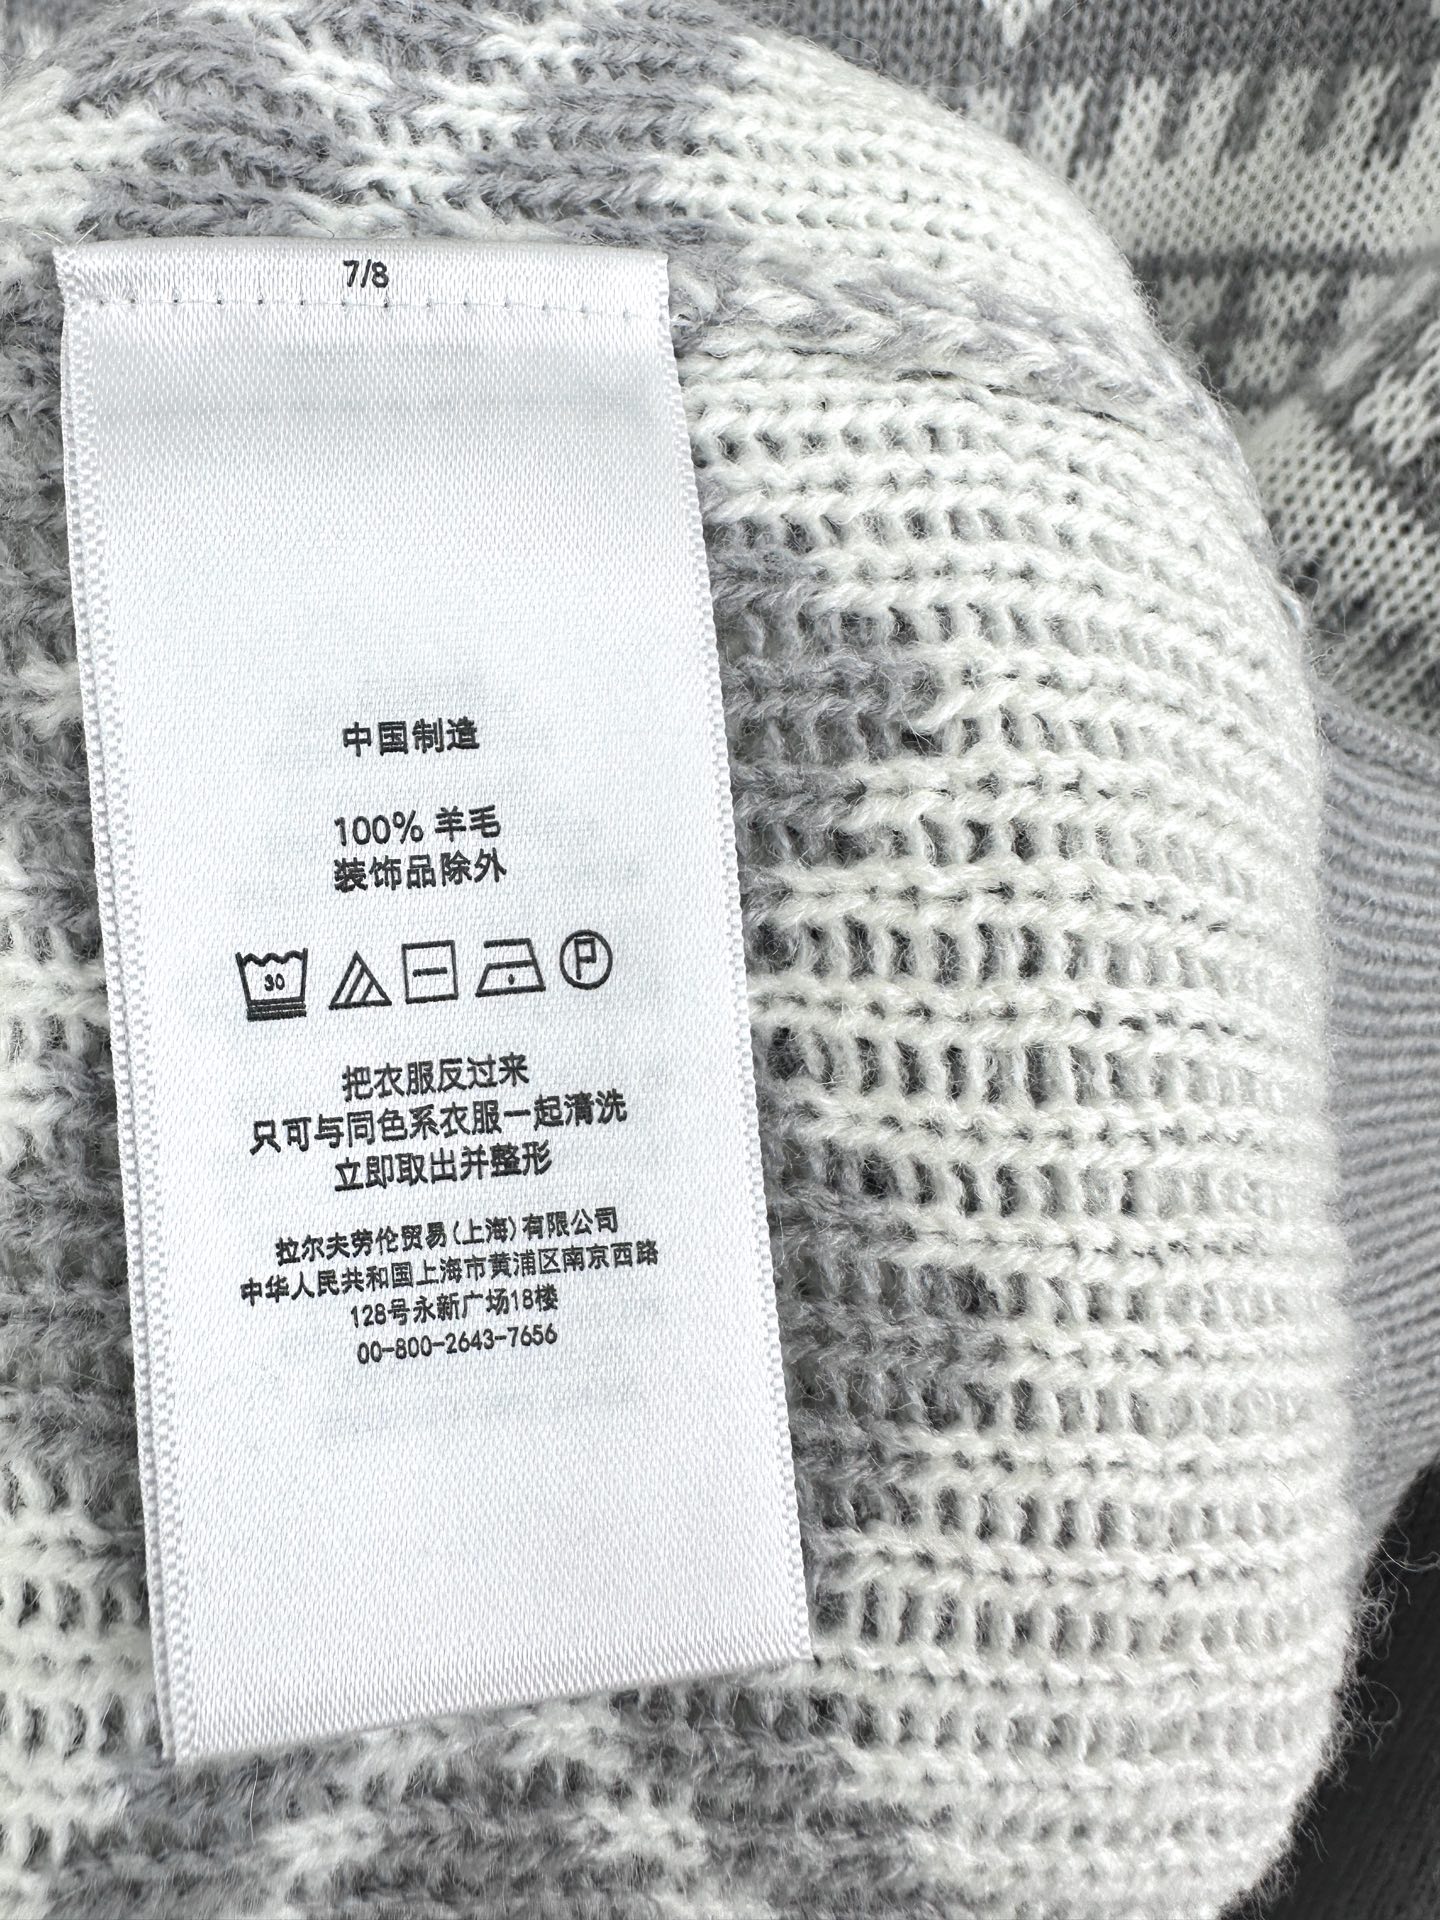 7/8
中国制造
100% 羊毛
装饰品除外
30
P
把衣服反过来
只可与同色系衣服一起清洗
立即取出并整形
拉尔夫劳伦贸易(上海)有限公司
中华人民共和国上海市黄浦区南京西路
128号永新广场18楼
00-800-2643-7656